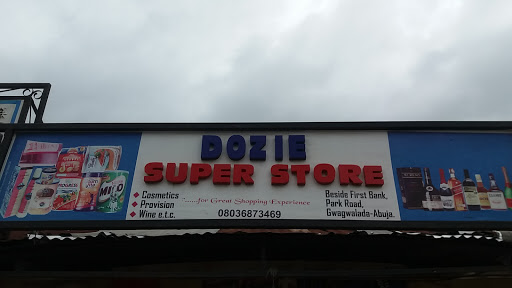 DOZIE
SUPER STORE
Cosmetics
Provision
Wine e.t.c.
"......for Great Shopping Experience
08036873469
Beside First Bank,
Park Road,
Gwagwalada-Abuja.
MILO